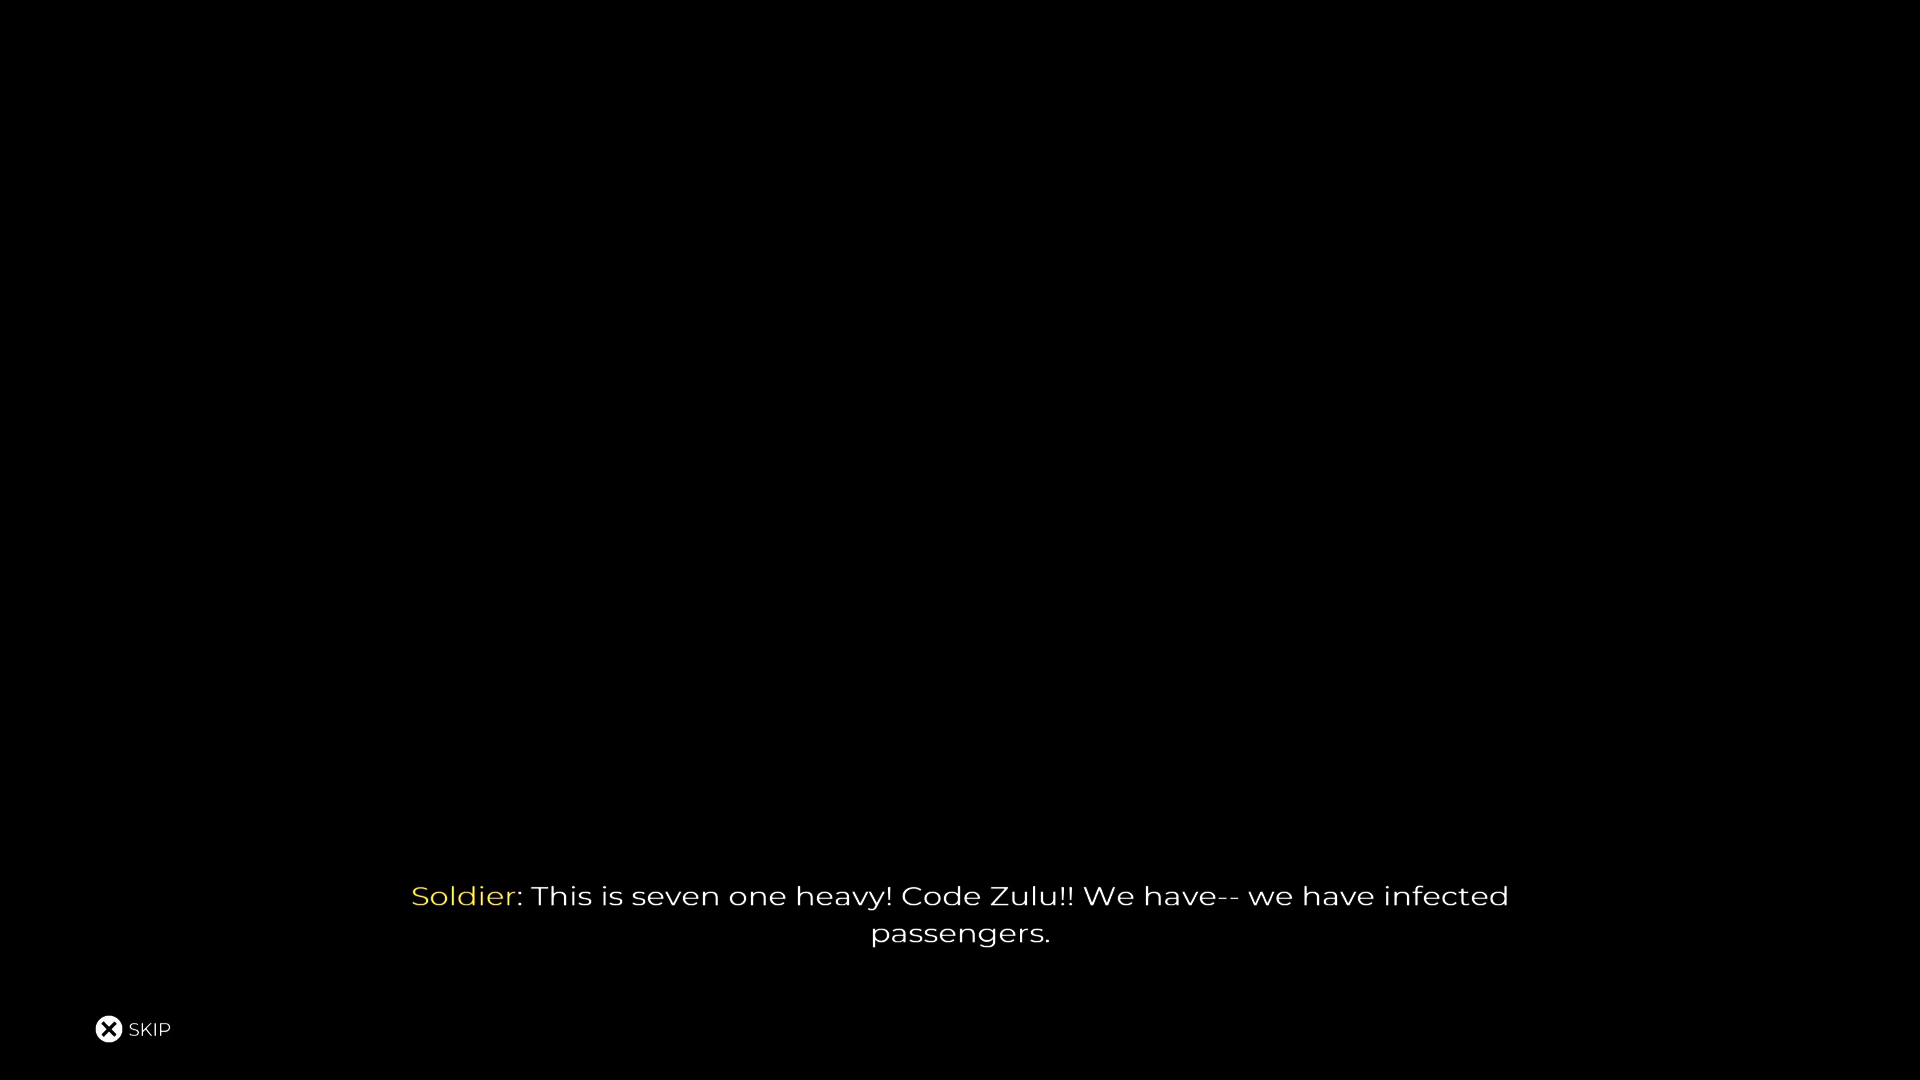 Soldier: This is seven one heavy! Code Zulu!! We have-- we have infected
passengers.
SKIP